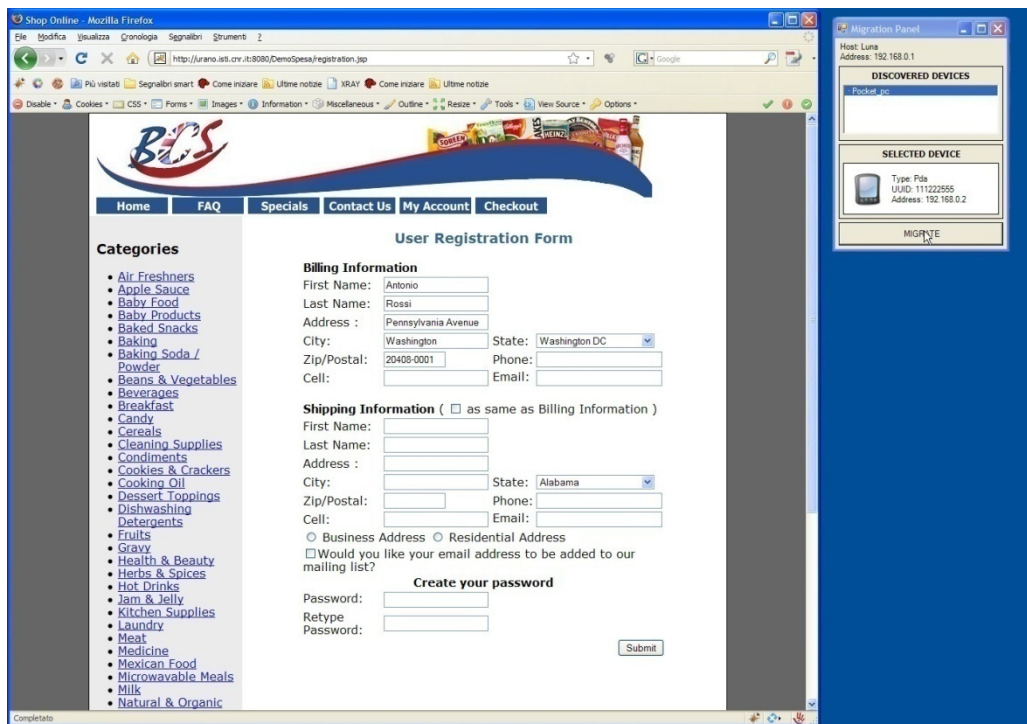 Shop Online - Mozilla Firefox
File Modifica Visualizza Cronologia Segnalibri Strumenti ?
http://urano.isti.cnr.it:8080/DemoSpesa/registration.jsp
Google
Più visitati Segnalibri smart Come iniziare Ultime notizie XRAY Come iniziare Ultime notizie
Disable Cookies CSS Forms Images Information Miscellaneous Outline Resize Tools View Source Options
BCS
SOREEN
HEINZ
Home FAQ Specials Contact Us My Account Checkout
Categories
Air Freshners
Apple Sauce
Baby Food
Baby Products
Baked Snacks
Baking
Baking Soda /
Powder
Beans & Vegetables
Beverages
Breakfast
Candy
Cereals
Cleaning Supplies
Condiments
Cookies & Crackers
Cooking Oil
Dessert Toppings
Dishwashing
Detergents
Fruits
Gravy
Health & Beauty
Herbs & Spices
Hot Drinks
Jam & Jelly
Kitchen Supplies
Laundry
Meat
Medicine
Mexican Food
Microwavable Meals
Milk
Natural & Organic
User Registration Form
Billing Information
First Name: Antonio
Last Name: Rossi
Address : Pennsylvania Avenue
City: Washington State: Washington DC
Zip/Postal: 20408-0001 Phone:
Cell: Email:
Shipping Information ( as same as Billing Information )
First Name:
Last Name:
Address :
City: State: Alabama
Zip/Postal: Phone:
Cell: Email:
Business Address Residential Address
Would you like your email address to be added to our
mailing list?
Create your password
Password:
Retype
Password:
Submit
Completato
Migration Panel
Host: Luna
Address: 192.168.0.1
DISCOVERED DEVICES
Pocket_pc
SELECTED DEVICE
Type: Pda
UUID: 111222555
Address: 192.168.0.2
MIGRATE